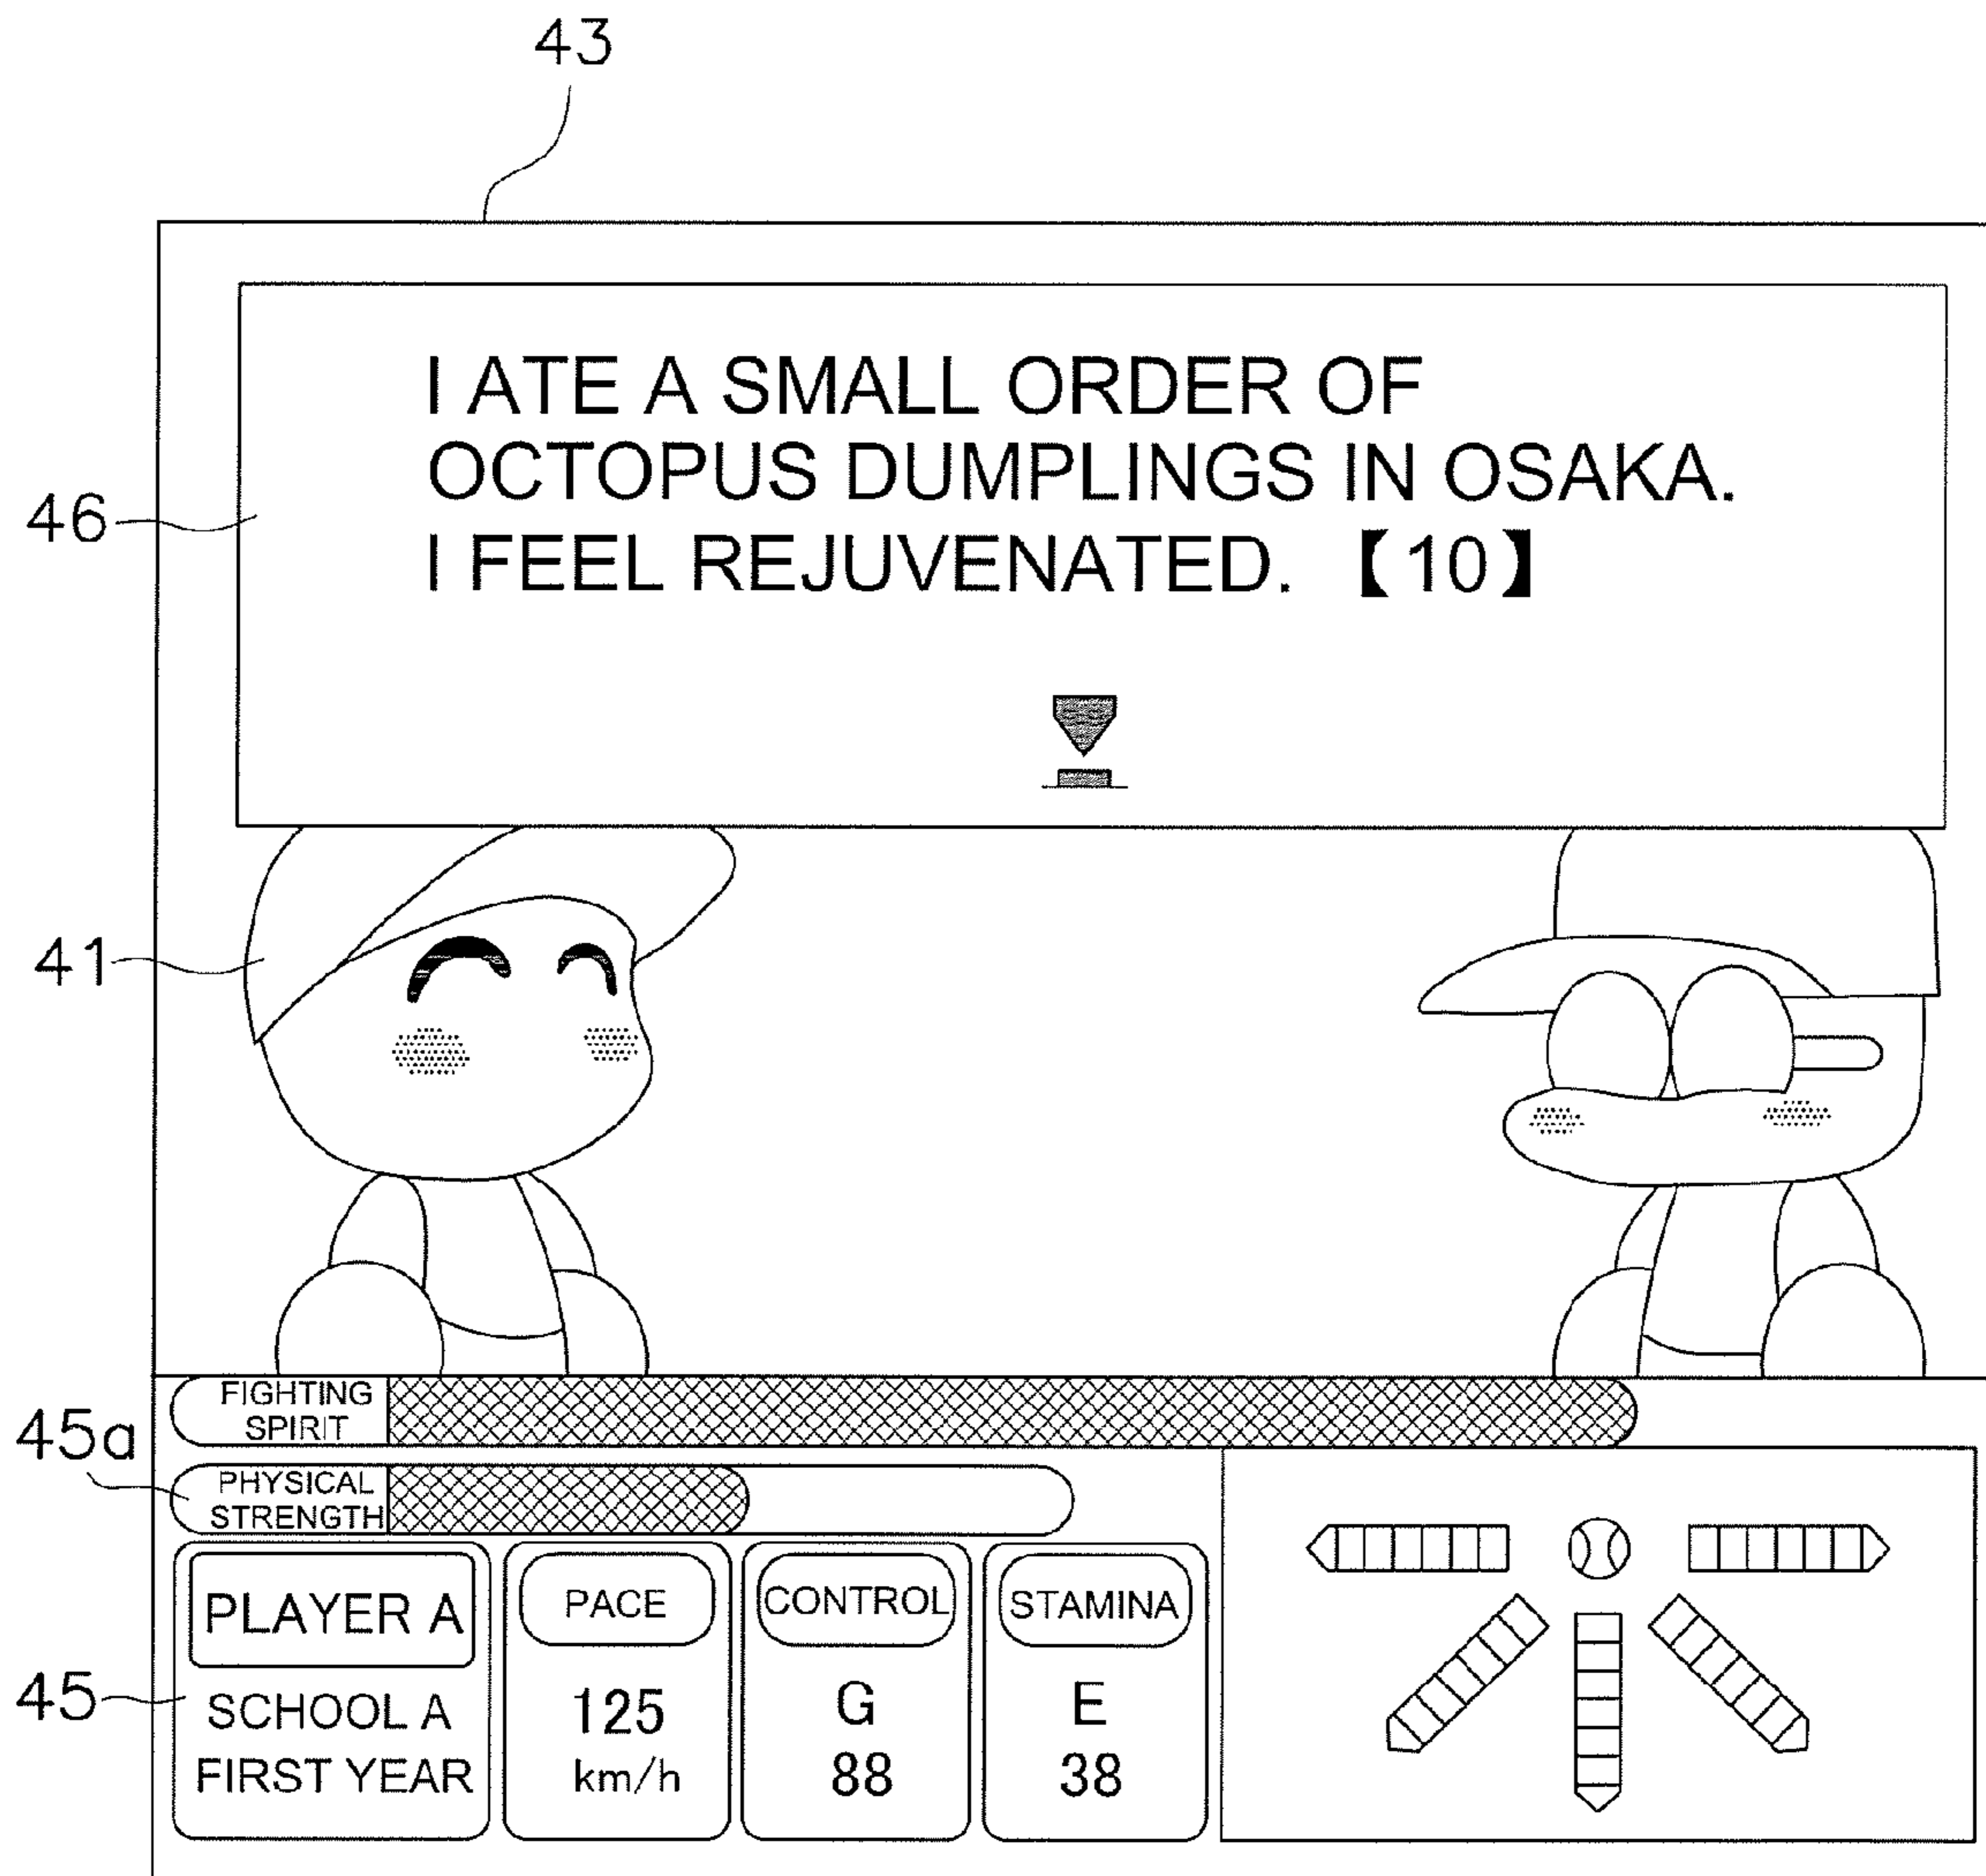 43
I ATE A SMALL ORDER OF
OCTOPUS DUMPLINGS IN OSAKA.
I FEEL REJUVENATED. 【10】
46
41
FIGHTING
SPIRIT
45a
PHYSICAL
STRENGTH
PLAYER A
SCHOOL A
FIRST YEAR
45
PACE
125
km/h
CONTROL
G
88
STAMINA
E
38